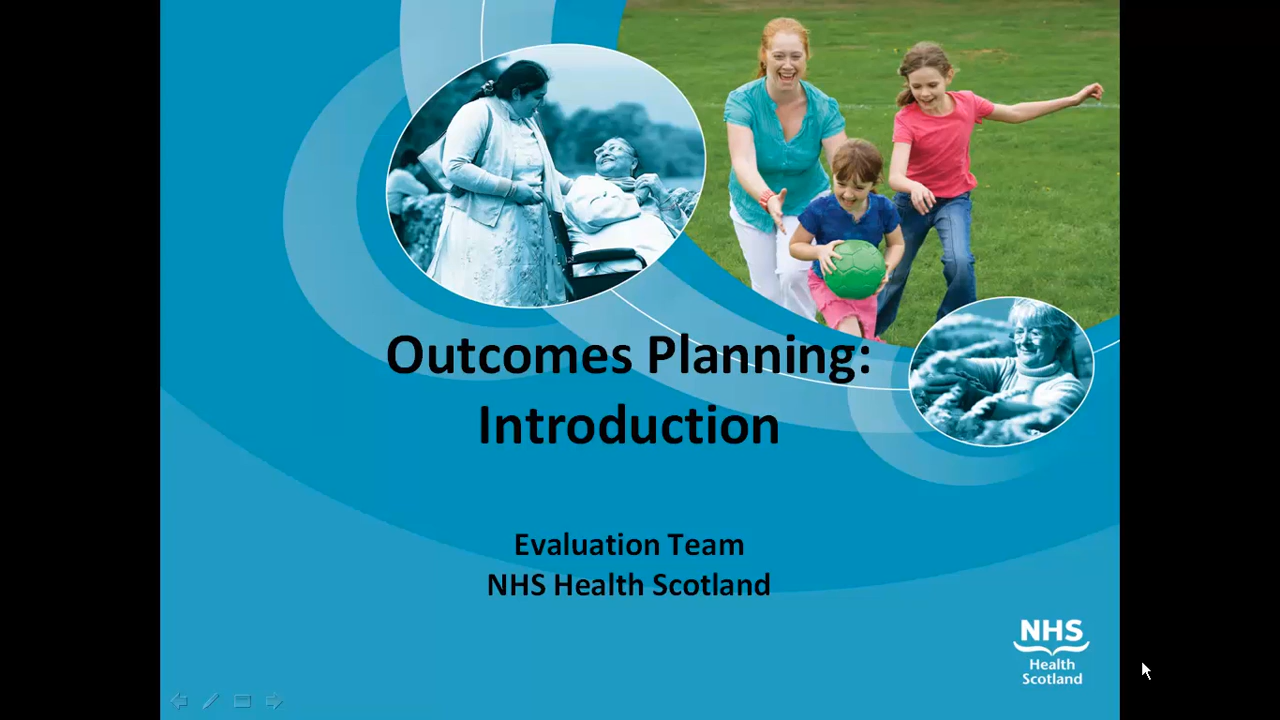 Outcomes Planning:
Introduction
Evaluation Team
NHS Health Scotland
NHS
Health
Scotland